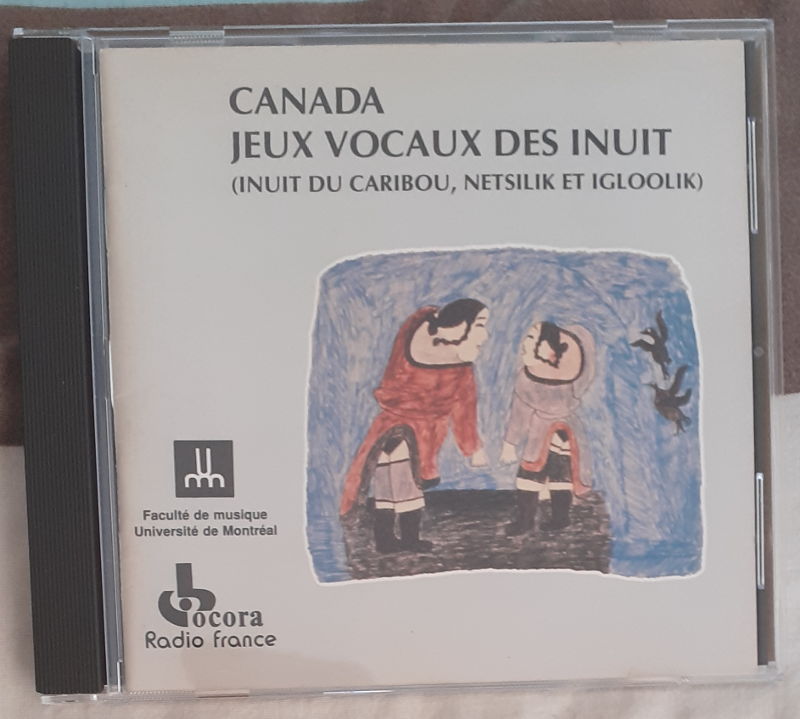 CANADA
JEUX VOCAUX DES INUIT
(INUIT DU CARIBOU, NETSILIK ET IGLOOLIK)
UM
Faculté de musique
Université de Montréal
ocora
Radio france